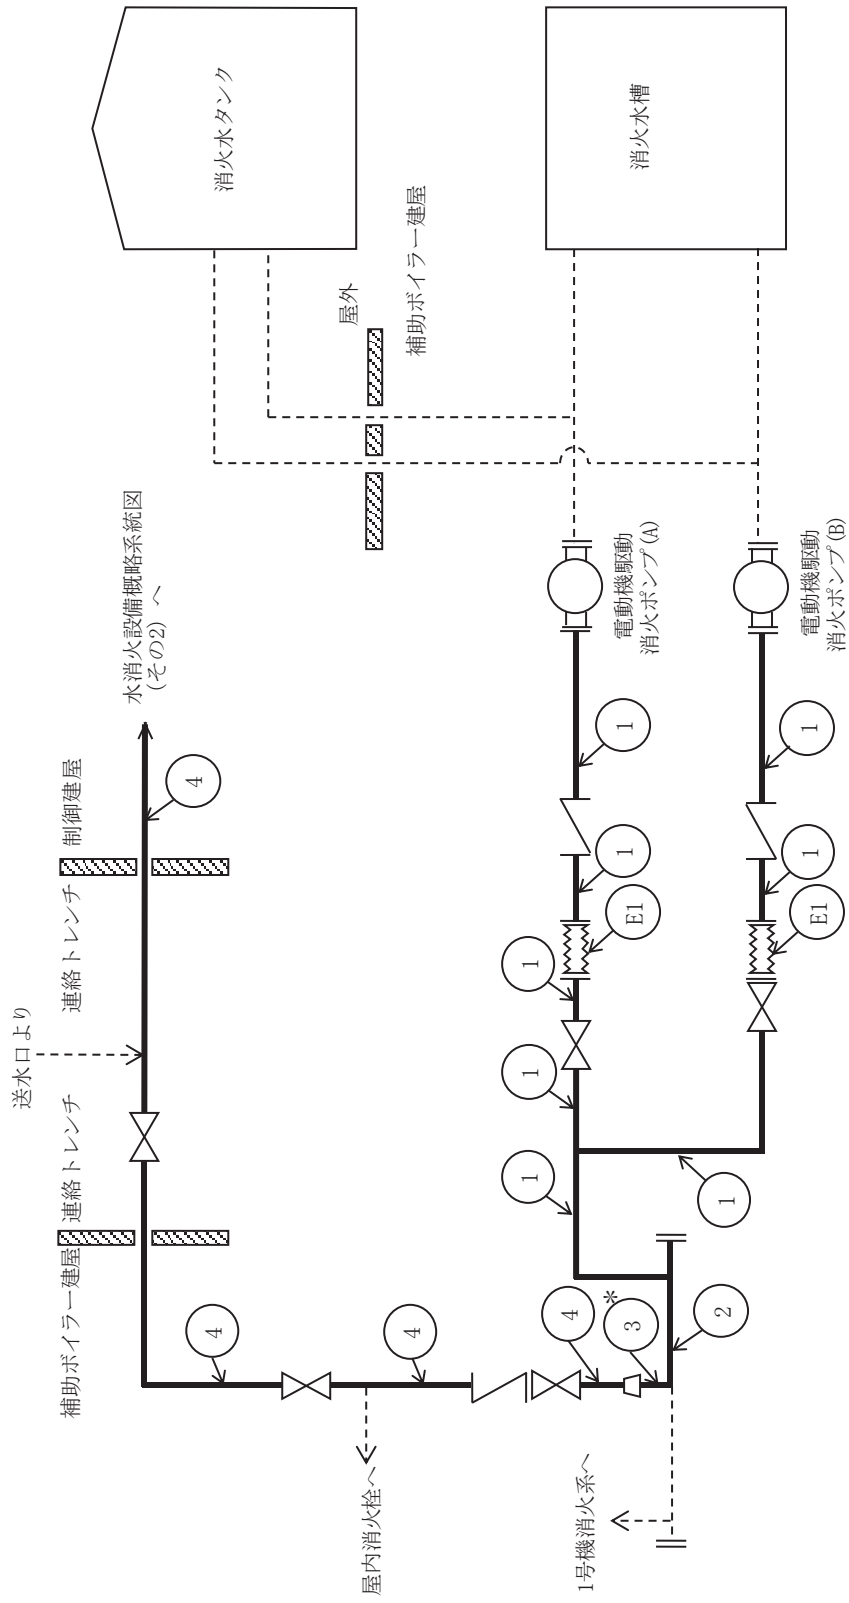 消火水タンク
消火水槽
屋外
補助ボイラー建屋
水消火設備概略系統図
(その2) へ
電動機駆動
消火ポンプ(A)
電動機駆動
消火ポンプ(B)
制御建屋
連絡トレンチ
送水口より
連絡トレンチ
補助ボイラー建屋
屋内消火栓へ
1号機消火系へ
4
4
4
4
3
*
2
1
1
1
1
1
1
E1
1
1
E1